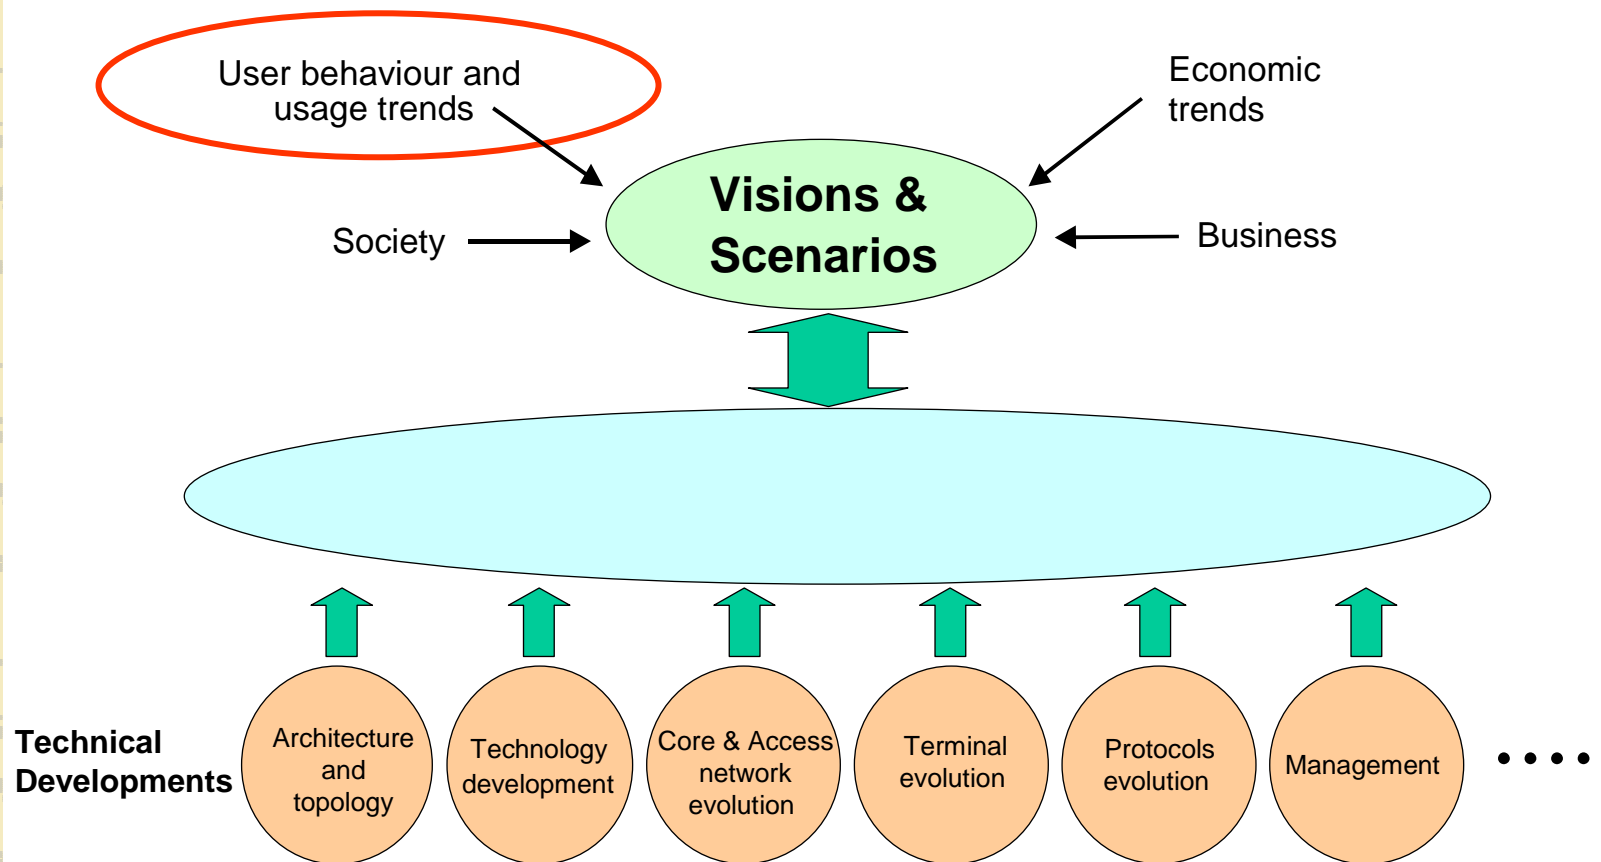 User behaviour and
usage trends
Economic
trends
Visions &
Scenarios
Society
Business
Technical
Developments
Architecture
and
topology
Technology
development
Core & Access
network
evolution
Terminal
evolution
Protocols
evolution
Management
••••